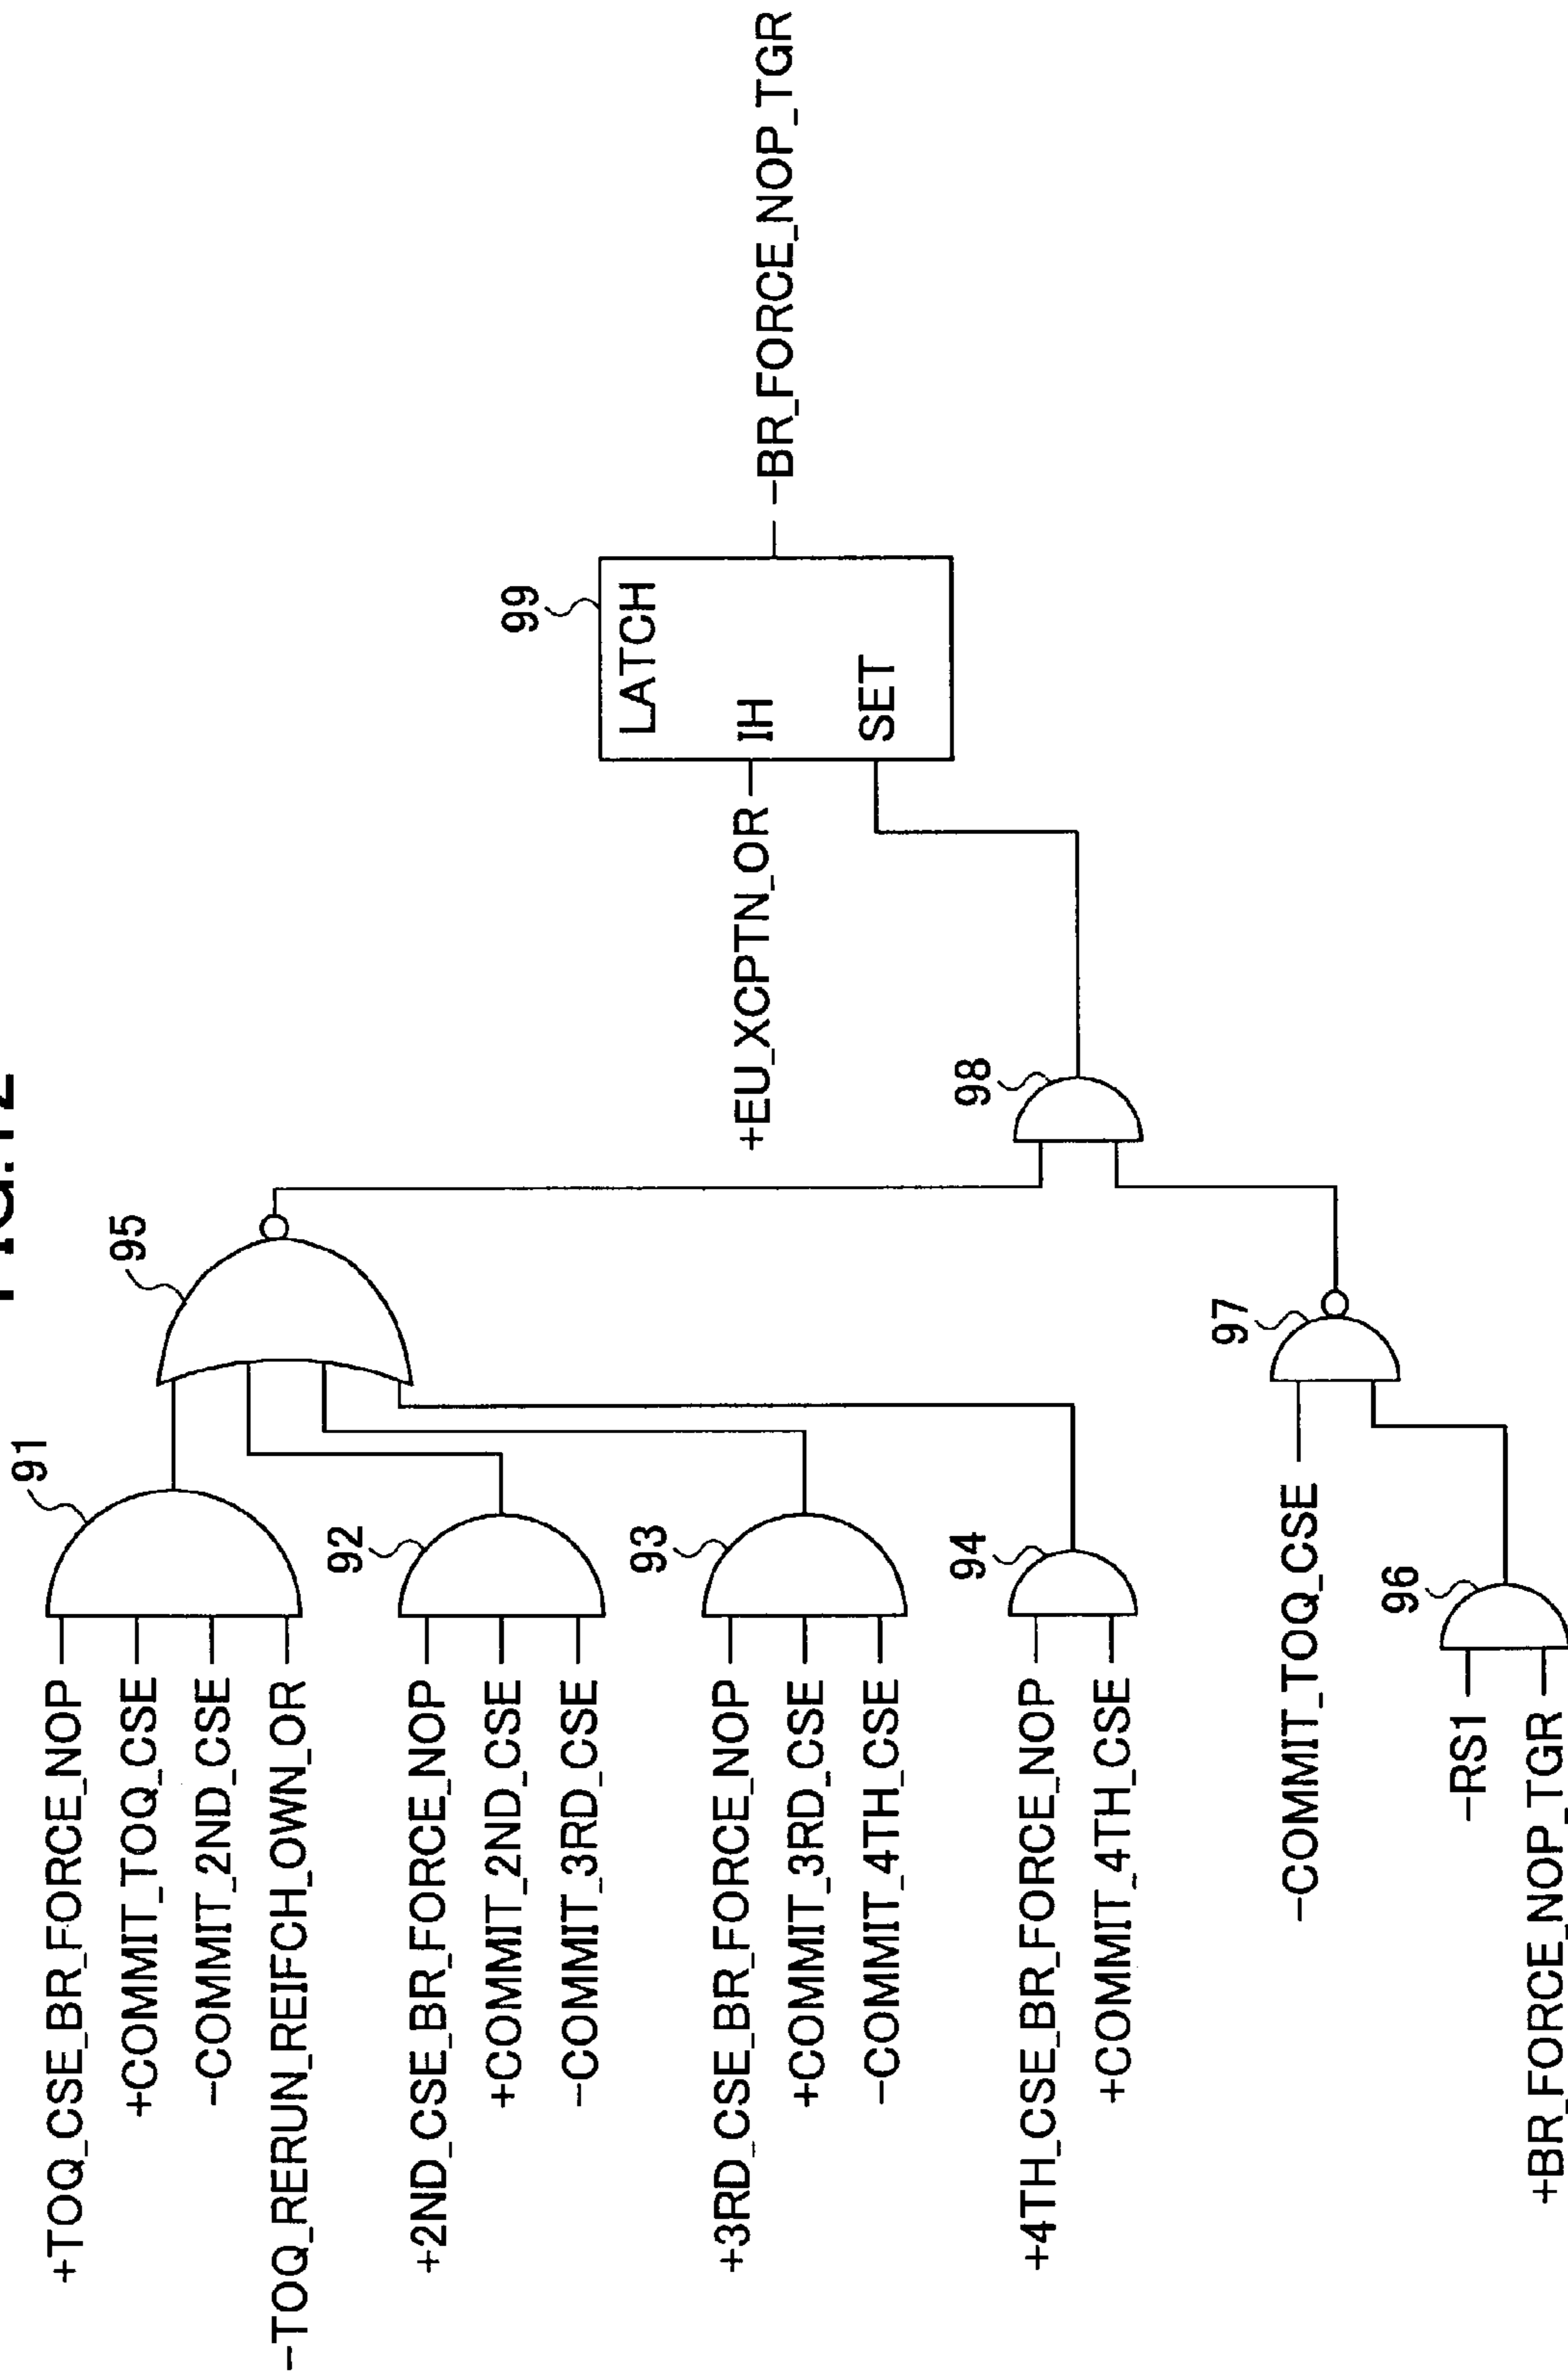 FIG.12
+TOQ_CSE_BR_FORCE_NOP
+COMMIT_TOQ_CSE
−COMMIT_2ND_CSE
−TOQ_RERUN_REIFCH_OWN_OR
91
+2ND_CSE_BR_FORCE_NOP
+COMMIT_2ND_CSE
−COMMIT_3RD_CSE
92
+3RD_CSE_BR_FORCE_NOP
+COMMIT_3RD_CSE
−COMMIT_4TH_CSE
93
+4TH_CSE_BR_FORCE_NOP
+COMMIT_4TH_CSE
94
95
−COMMIT_TOQ_CSE
97
−RS1
+BR_FORCE_NOP_TGR
96
98
+EU_XCPTN_OR
99
LATCH
IH
SET
−BR_FORCE_NOP_TGR